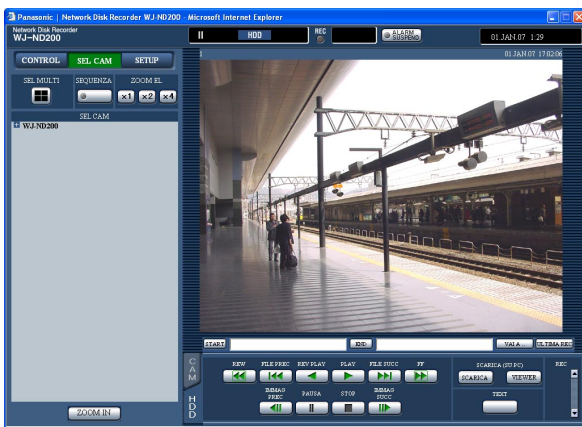 Panasonic | Network Disk Recorder WJ-ND200 - Microsoft Internet Explorer
Network Disk Recorder
WJ-ND200
HDD
REC
ALARM
SUSPEND
01.JAN.07 1:29
CONTROL
SEL CAM
SETUP
SEL MULTI
SEQUENZA
ZOOM EL
x1
x2
x4
SEL CAM
WJ-ND200
ZOOM IN
1
01.JAN.07 17:02:06
START
END
VAI A ...
ULTIMA REC
CAM
HDD
REW
FILE PREC
REV PLAY
PLAY
FILE SUCC
FF
IMMAG
PREC
PAUSA
STOP
IMMAG
SUCC
SCARICA (SU PC)
SCARICA
VIEWER
TEXT
REC